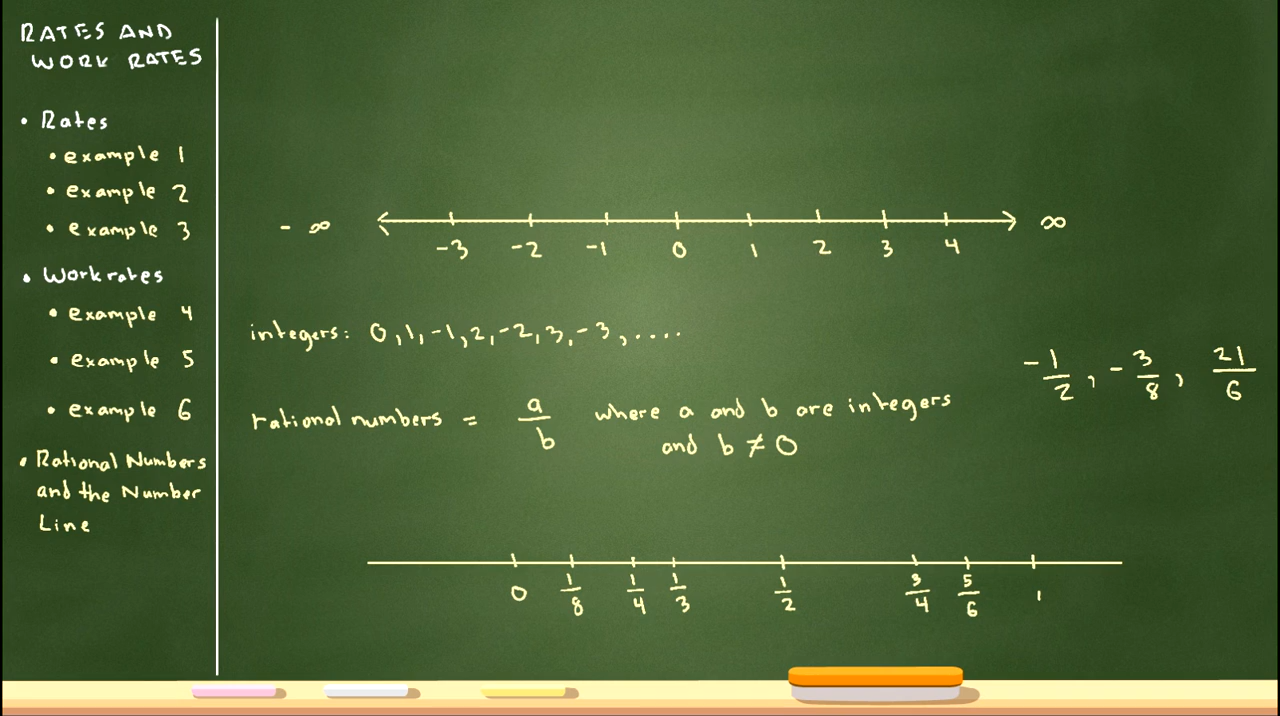 RATES AND
WORK RATES
• Rates
• example 1
• example 2
• example 3
• Work rates
• example 4
• example 5
• example 6
• Rational Numbers
and the Number
Line
- ∞ ∞
-3 -2 -1 0 1 2 3 4
integers: 0, 1, -1, 2, -2, 3, -3, ....
-1/2, -3/8, 21/6
rational numbers = a/b where a and b are integers
and b ≠ 0
0 1/8 1/4 1/3 1/2 3/4 5/6 1